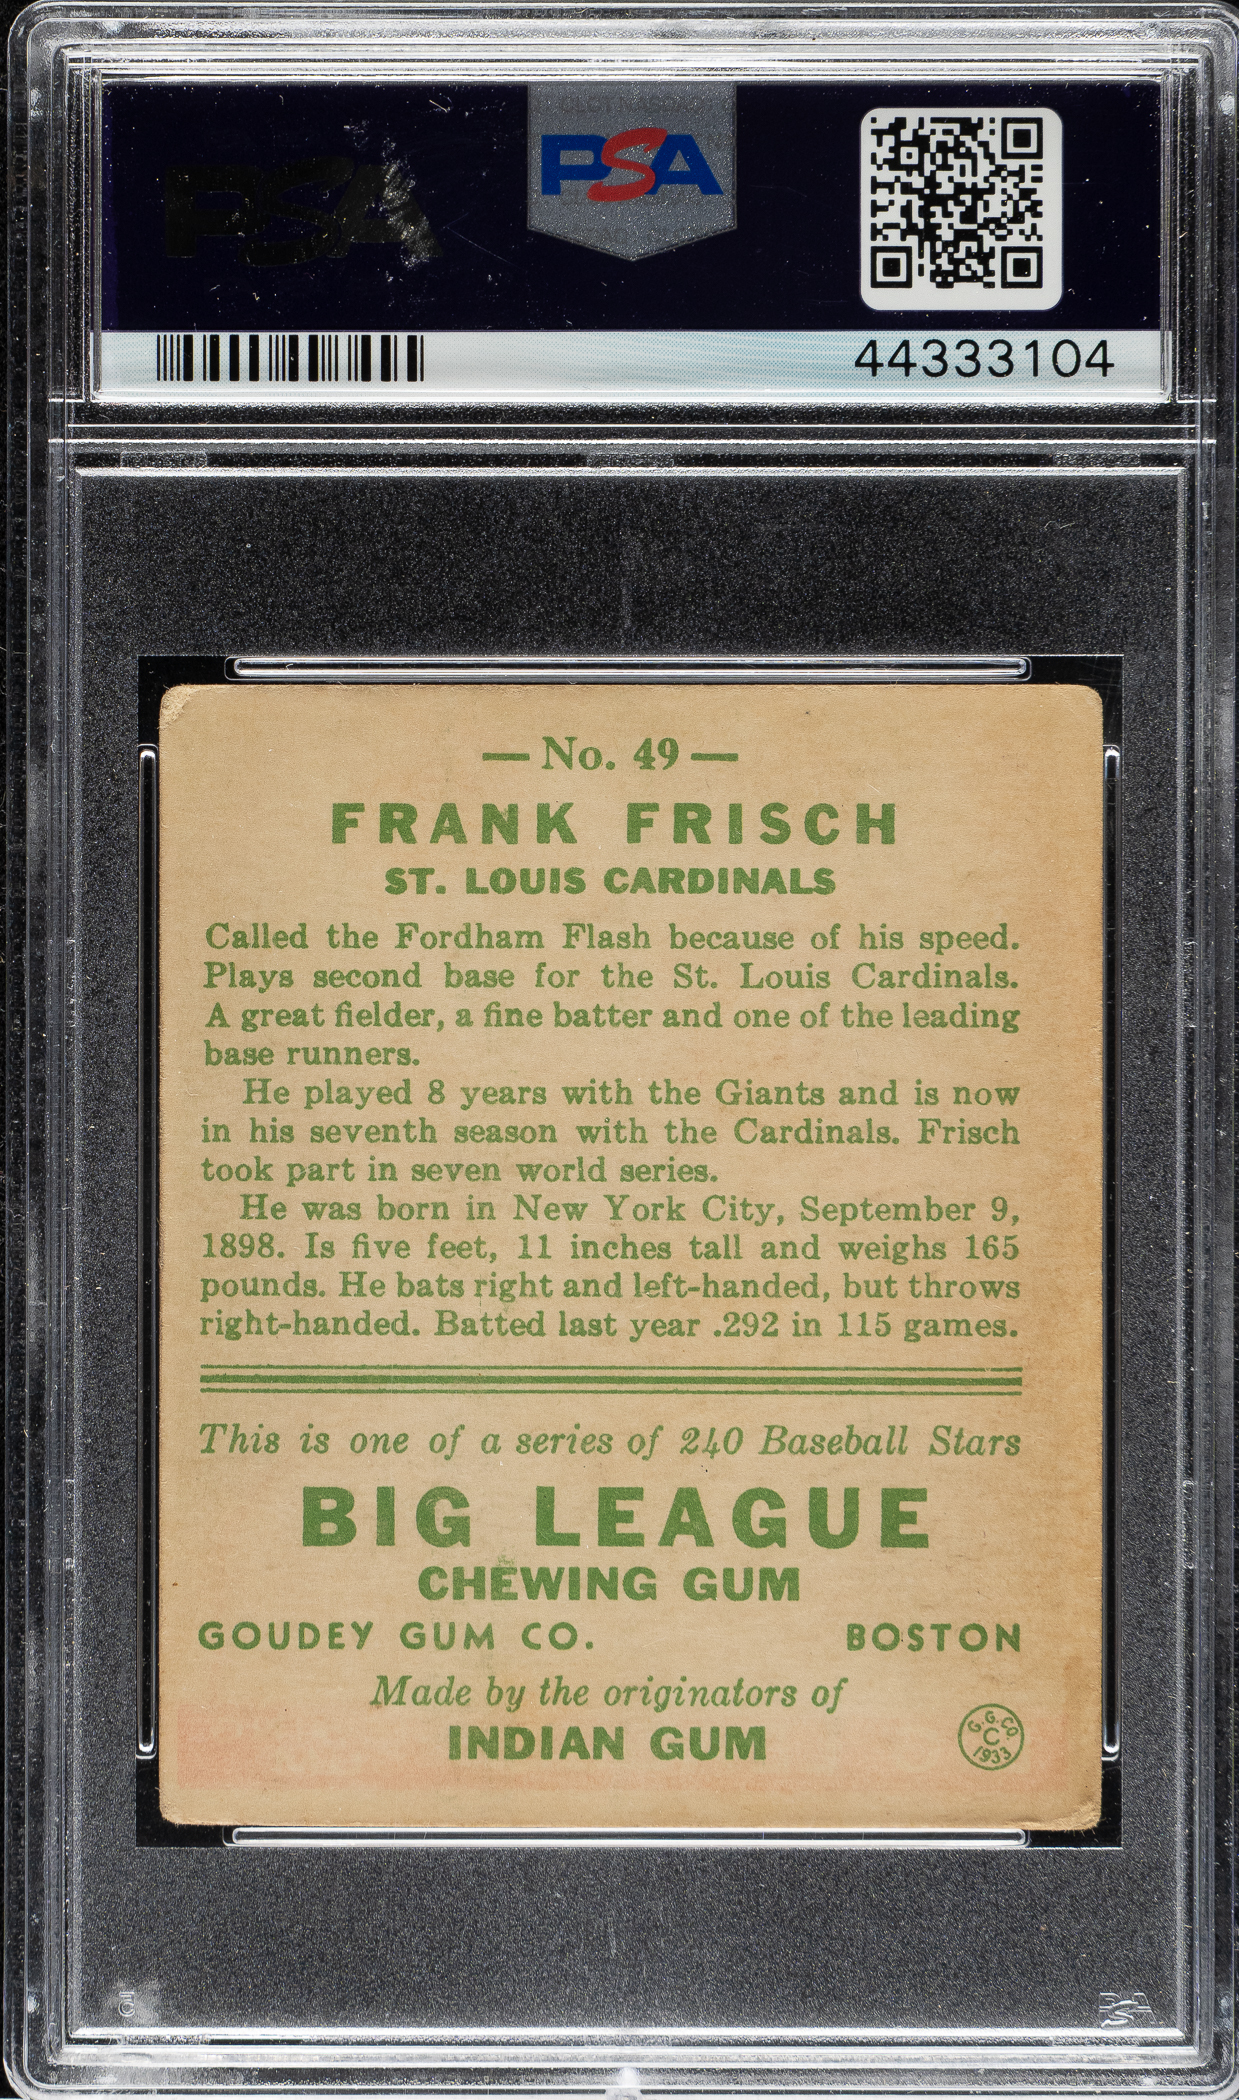 PSA
PSA
44333104
— No. 49 —
FRANK FRISCH
ST. LOUIS CARDINALS
Called the Fordham Flash because of his speed.
Plays second base for the St. Louis Cardinals.
A great fielder, a fine batter and one of the leading
base runners.
He played 8 years with the Giants and is now
in his seventh season with the Cardinals. Frisch
took part in seven world series.
He was born in New York City, September 9,
1898. Is five feet, 11 inches tall and weighs 165
pounds. He bats right and left-handed, but throws
right-handed. Batted last year .292 in 115 games.
This is one of a series of 240 Baseball Stars
BIG LEAGUE
CHEWING GUM
GOUDEY GUM CO. BOSTON
Made by the originators of
INDIAN GUM
G.G.CO.
C
1933
PSA